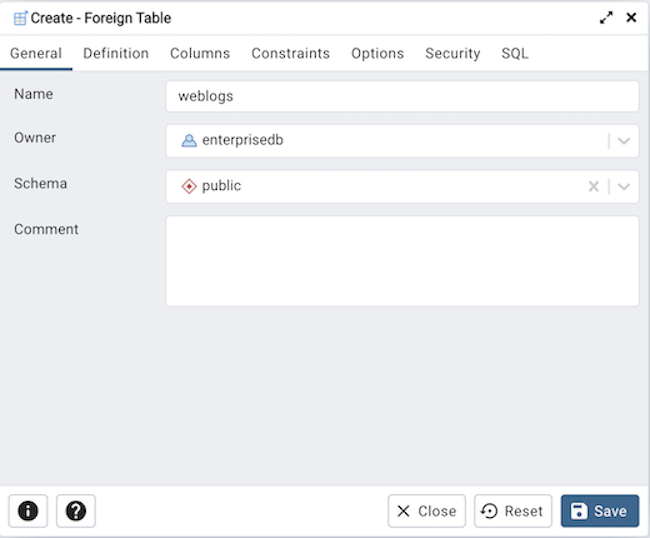 Create - Foreign Table
General Definition Columns Constraints Options Security SQL
Name weblogs
Owner enterprisedb
Schema public
Comment
Close Reset Save